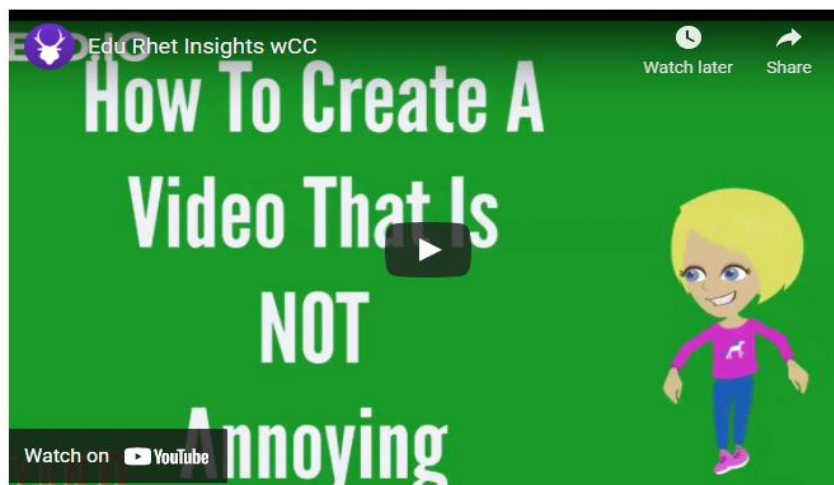 Edu Rhet Insights wCC
Watch later
Share
How To Create A
Video That Is
NOT
Annoying
Watch on YouTube